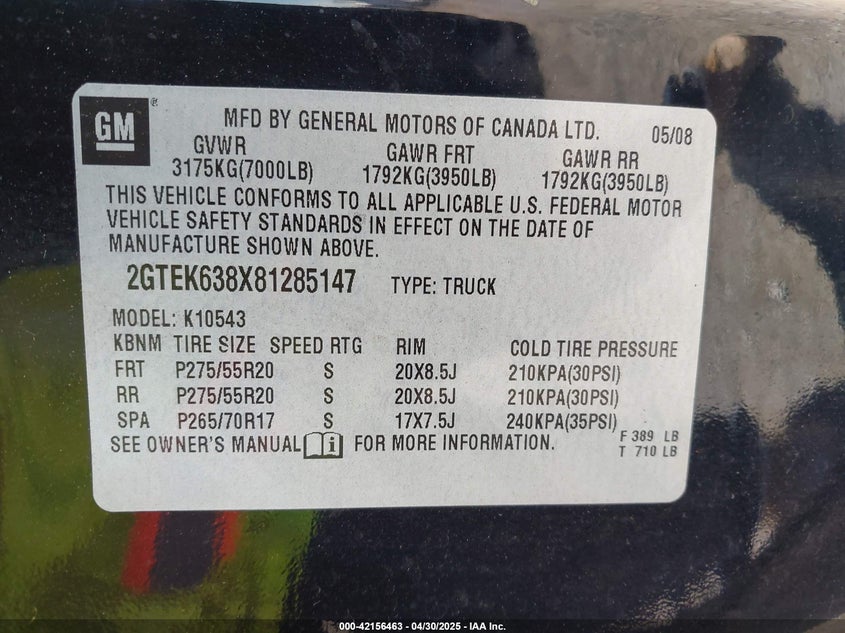 GM®
MFD BY GENERAL MOTORS OF CANADA LTD. 05/08
GVWR GAWR FRT GAWR RR
3175KG(7000LB) 1792KG(3950LB) 1792KG(3950LB)
THIS VEHICLE CONFORMS TO ALL APPLICABLE U.S. FEDERAL MOTOR
VEHICLE SAFETY STANDARDS IN EFFECT ON THE DATE OF
MANUFACTURE SHOWN ABOVE.
2GTEK638X81285147 TYPE: TRUCK
MODEL: K10543
KBNM TIRE SIZE SPEED RTG RIM COLD TIRE PRESSURE
FRT P275/55R20 S 20X8.5J 210KPA(30PSI)
RR P275/55R20 S 20X8.5J 210KPA(30PSI)
SPA P265/70R17 S 17X7.5J 240KPA(35PSI)
SEE OWNER'S MANUAL i FOR MORE INFORMATION.
F 389 LB
T 710 LB
000-42156463 - 04/30/2025 - IAA Inc.